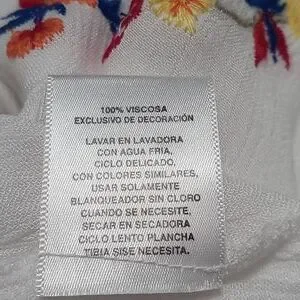 100% VISCOSA
EXCLUSIVO DE DECORACIÓN
LAVAR EN LAVADORA
CON AGUA FRIA,
CICLO DELICADO,
CON COLORES SIMILARES,
USAR SOLAMENTE
BLANQUEADOR SIN CLORO
CUANDO SE NECESITE,
SECAR EN SECADORA
CICLO LENTO PLANCHA
TIBIA SISE NECESITA.